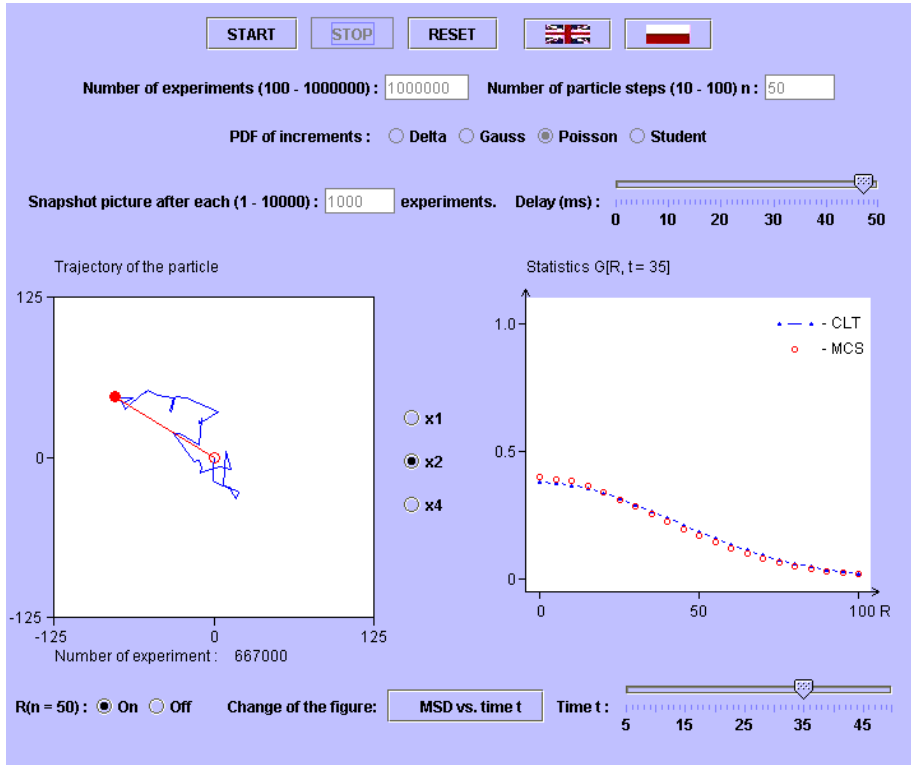 START STOP RESET
Number of experiments (100 - 1000000) : 1000000 Number of particle steps (10 - 100) n : 50
PDF of increments : Delta Gauss Poisson Student
Snapshot picture after each (1 - 10000) : 1000 experiments. Delay (ms) :
0 10 20 30 40 50
Trajectory of the particle
125
0
-125
-125 0 125
Number of experiment : 667000
x1
x2
x4
Statistics G[R, t = 35]
1.0
- CLT
- MCS
0.5
0
0 50 100 R
R(n = 50) : On Off Change of the figure: MSD vs. time t Time t :
5 15 25 35 45